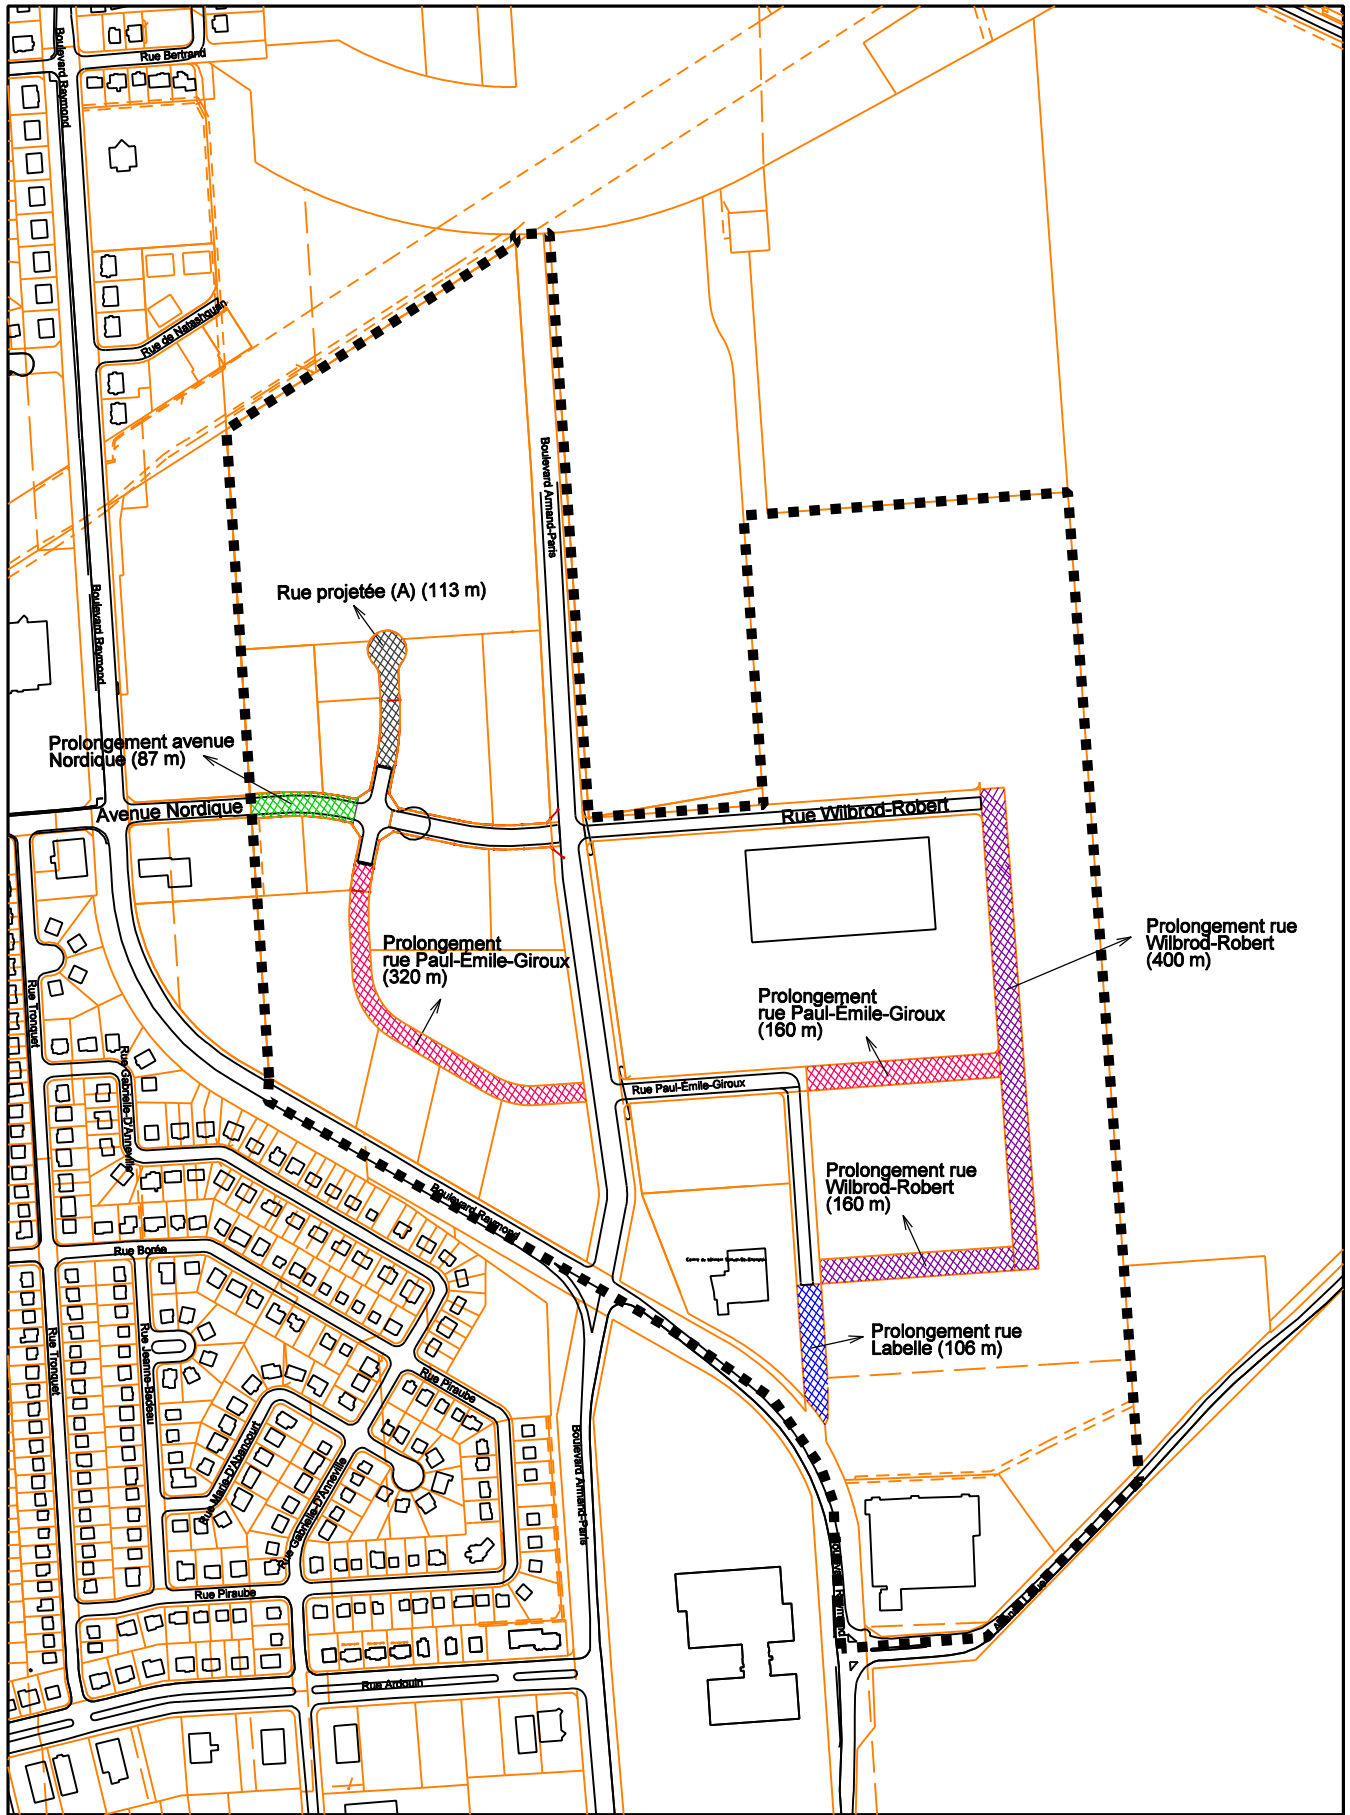 Rue Bertrand
Boulevard Raymond
Rue de Natashquan
Boulevard Armand-Paris
Rue projetée (A) (113 m)
Boulevard Raymond
Prolongement avenue
Nordique (87 m)
Avenue Nordique
Rue Wilbrod-Robert
Prolongement
rue Paul-Émile-Giroux
(320 m)
Prolongement rue
Wilbrod-Robert
(400 m)
Prolongement
rue Paul-Émile-Giroux
(160 m)
Rue Tronquet
Rue Gabrielle-D'Anneville
Rue Paul-Émile-Giroux
Prolongement rue
Wilbrod-Robert
(160 m)
Boulevard Raymond
Rue Borée
Prolongement rue
Labelle (106 m)
Rue Tronquet
Rue Jeanne-Badeau
Rue Piraube
Rue Marie-D'Abancourt
Rue Gabrielle-D'Anneville
Boulevard Armand-Paris
Rue Piraube
Rue Ardouin